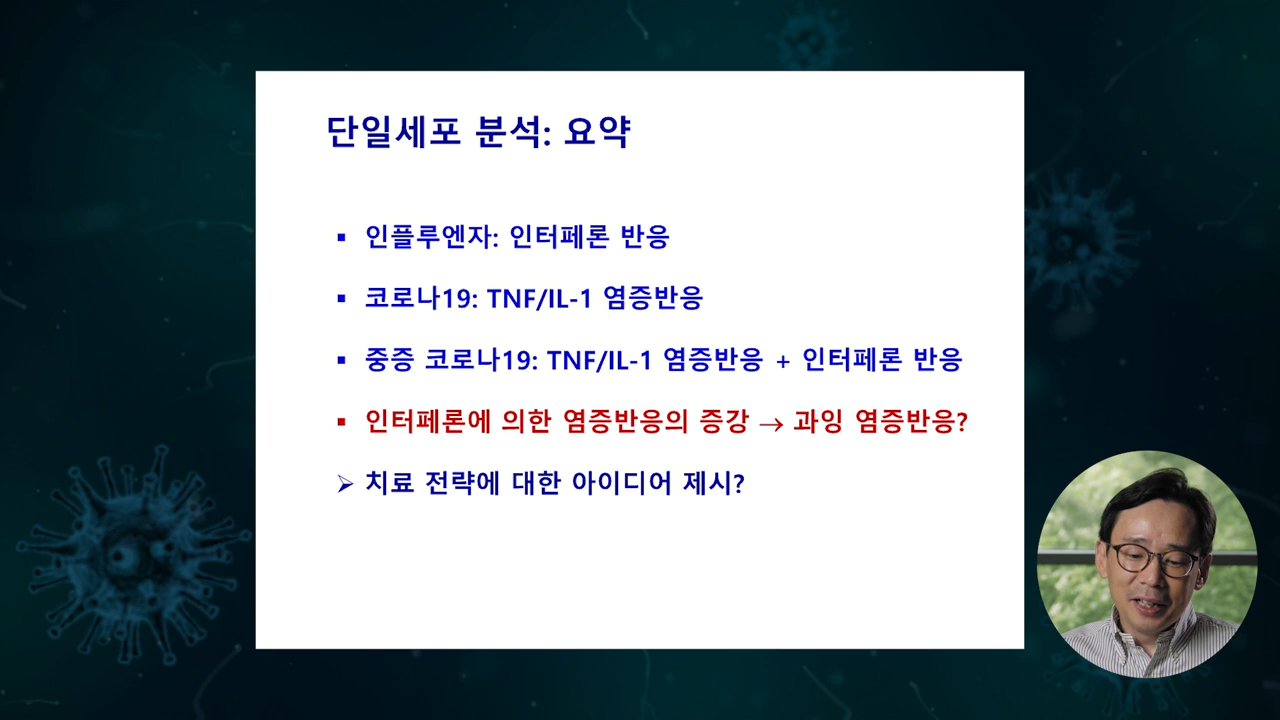 단일세포 분석: 요약
▪ 인플루엔자: 인터페론 반응
▪ 코로나19: TNF/IL-1 염증반응
▪ 중증 코로나19: TNF/IL-1 염증반응 + 인터페론 반응
▪ 인터페론에 의한 염증반응의 증강 → 과잉 염증반응?
➢ 치료 전략에 대한 아이디어 제시?